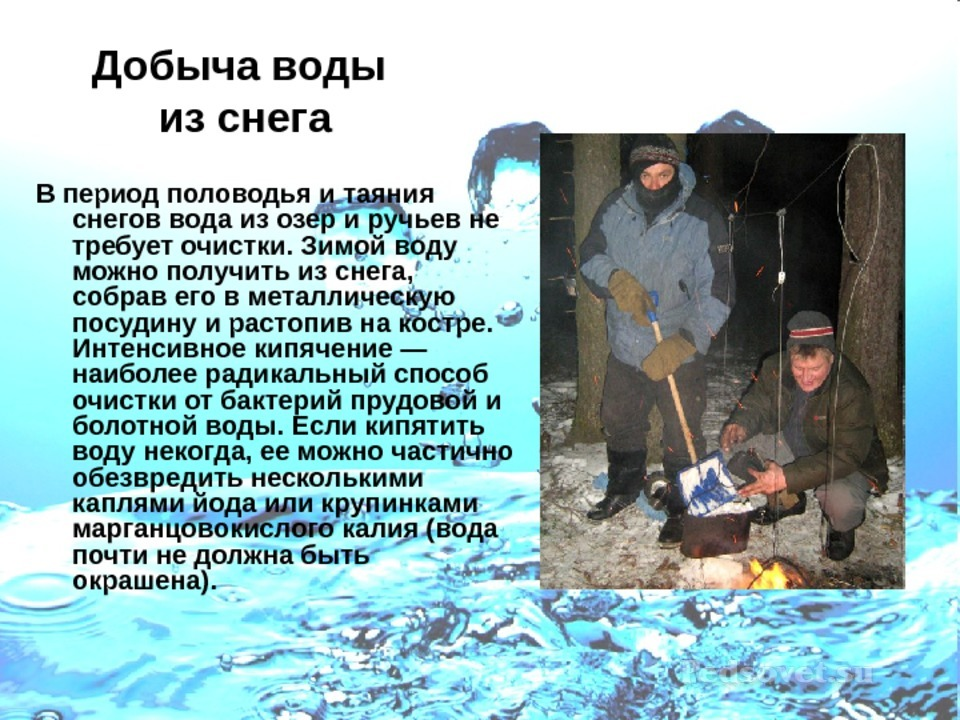 Добыча воды
из снега
В период половодья и таяния
снегов вода из озер и ручьев не
требует очистки. Зимой воду
можно получить из снега,
собрав его в металлическую
посудину и растопив на костре.
Интенсивное кипячение —
наиболее радикальный способ
очистки от бактерий прудовой и
болотной воды. Если кипятить
воду некогда, ее можно частично
обезвредить несколькими
каплями йода или крупинками
марганцовокислого калия (вода
почти не должна быть
окрашена).
Pedsovet.su